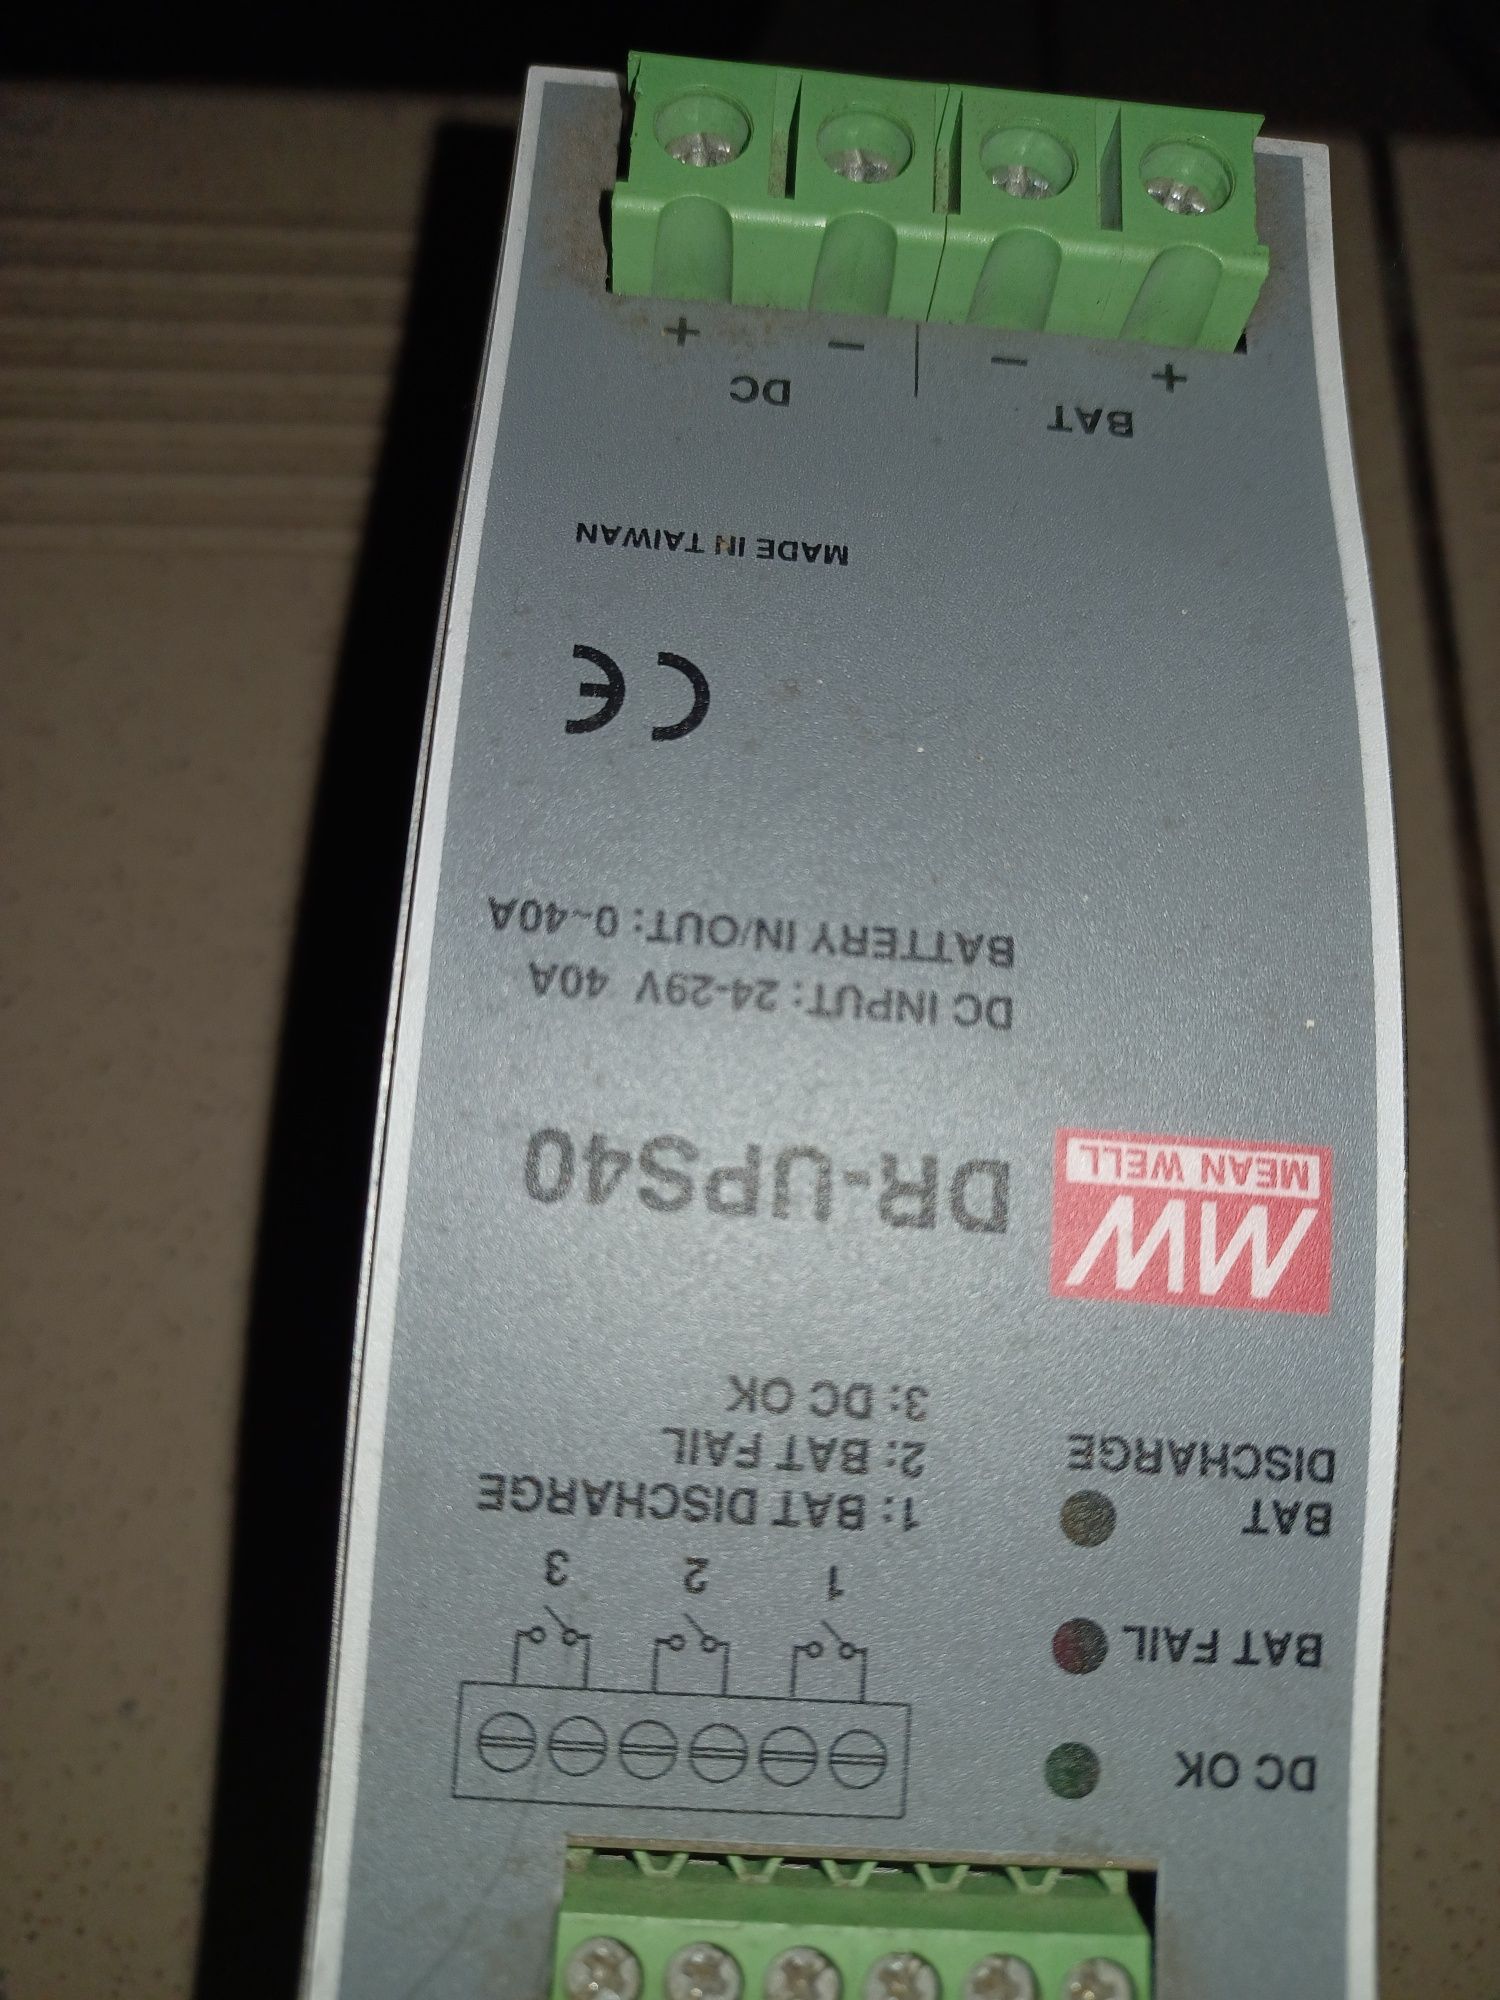 DC OK
BAT FAIL
BAT
DISCHARGE
1 2 3
1: BAT DISCHARGE
2: BAT FAIL
3: DC OK
MW
MEAN WELL
DR-UPS40
DC INPUT: 24-29V 40A
BATTERY IN/OUT: 0~40A
CE
MADE IN TAIWAN
BAT DC
+ − − +